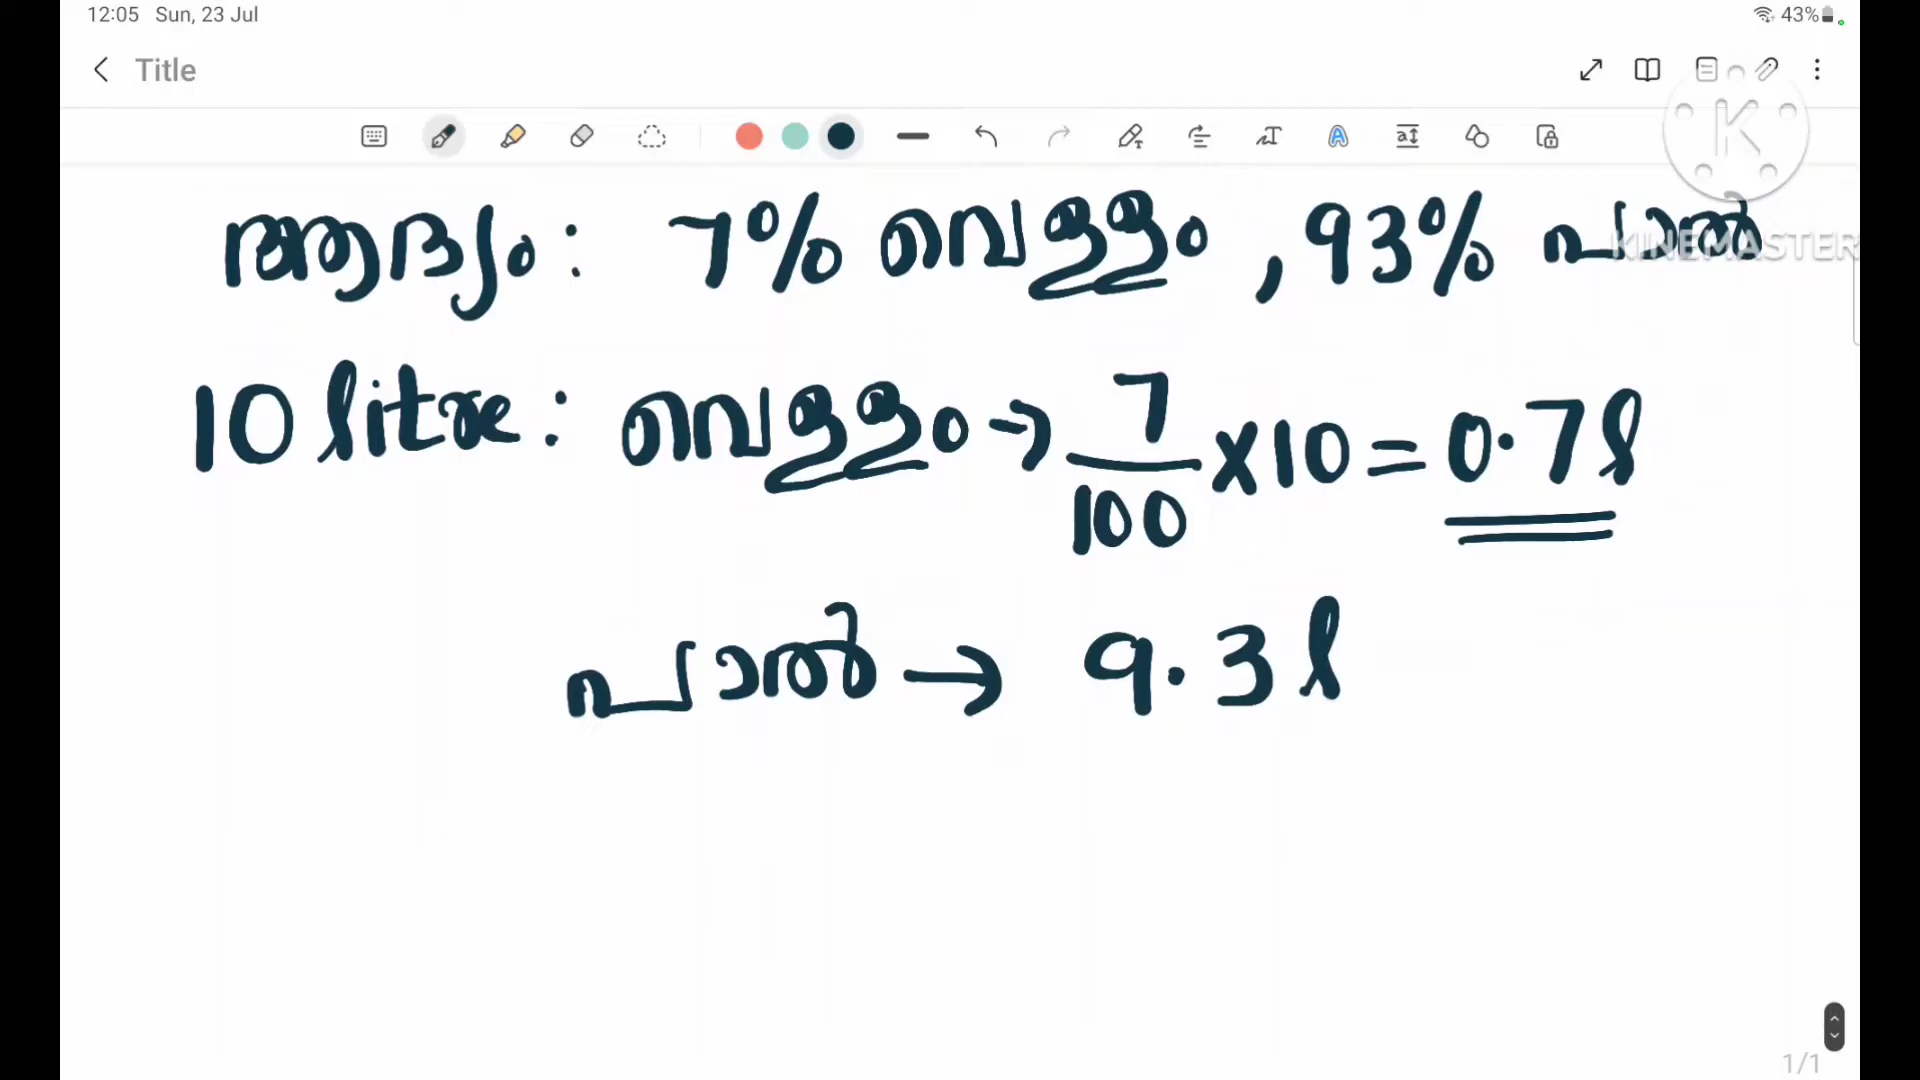 12:05 Sun, 23 Jul 43%
Title
ആദ്യം : 7% വെള്ളം , 93% പാൽ
KINEMASTER
10 litre : വെള്ളം → 7/100 x 10 = 0.7 l
പാൽ → 9.3 l
1/1